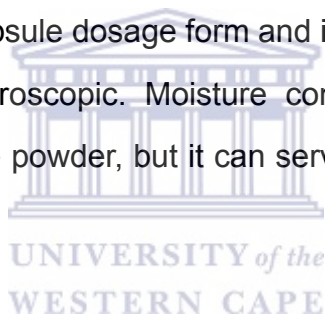 psule dosage form and i
roscopic. Moisture cor
powder, but it can serv
UNIVERSITY of the
WESTERN CAPE